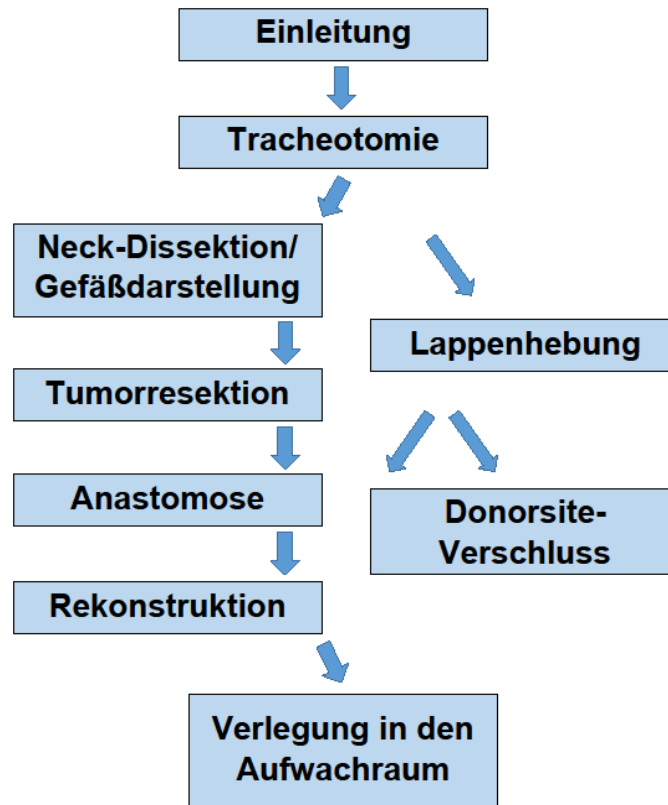 Einleitung
Tracheotomie
Neck-Dissektion/
Gefäßdarstellung
Lappenhebung
Tumorresektion
Anastomose
Donorsite-
Verschluss
Rekonstruktion
Verlegung in den
Aufwachraum